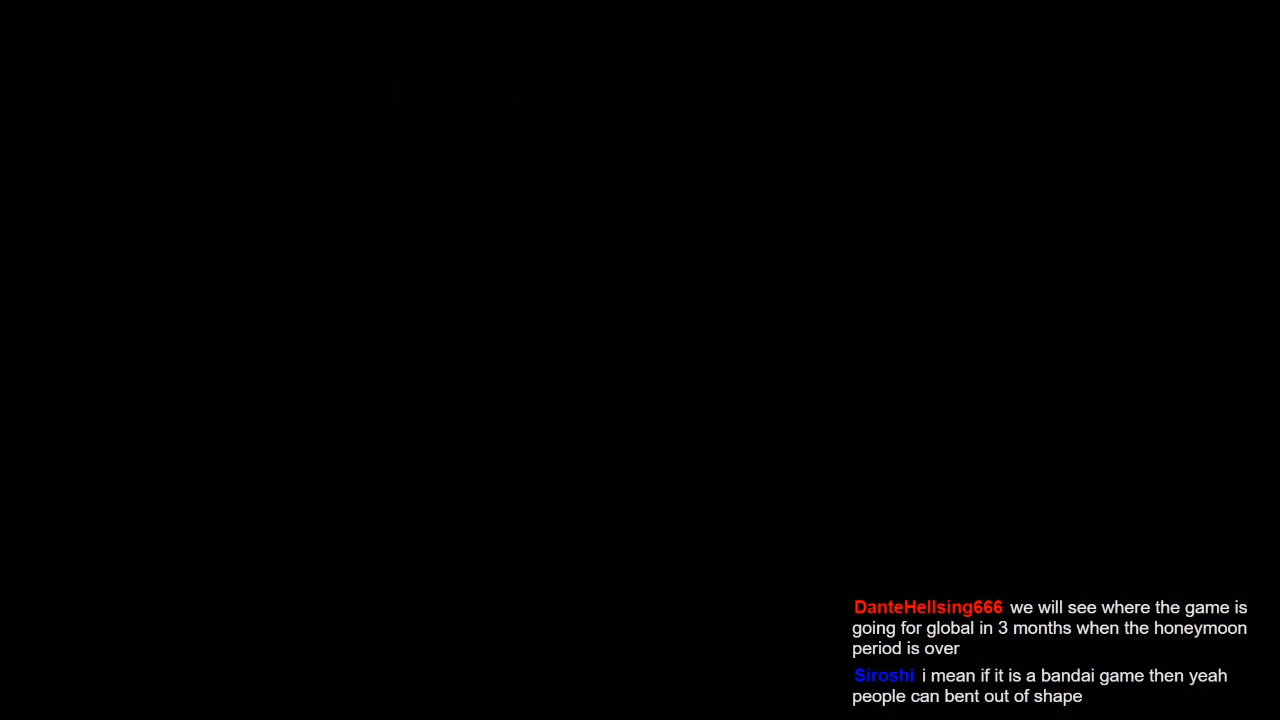 DanteHellsing666 we will see where the game is
going for global in 3 months when the honeymoon
period is over
Siroshi i mean if it is a bandai game then yeah
people can bent out of shape